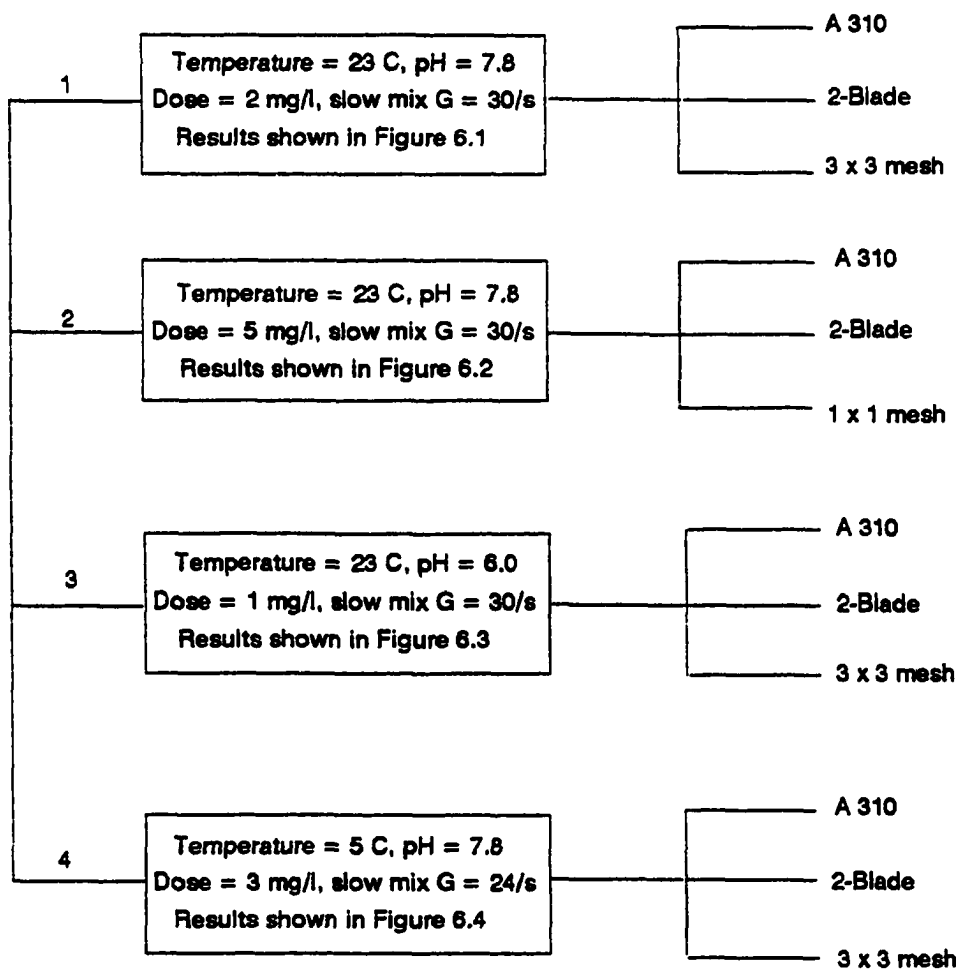 1
Temperature = 23 C, pH = 7.8
Dose = 2 mg/l, slow mix G = 30/s
Results shown in Figure 6.1
A 310
2-Blade
3 x 3 mesh
2
Temperature = 23 C, pH = 7.8
Dose = 5 mg/l, slow mix G = 30/s
Results shown in Figure 6.2
A 310
2-Blade
1 x 1 mesh
3
Temperature = 23 C, pH = 6.0
Dose = 1 mg/l, slow mix G = 30/s
Results shown in Figure 6.3
A 310
2-Blade
3 x 3 mesh
4
Temperature = 5 C, pH = 7.8
Dose = 3 mg/l, slow mix G = 24/s
Results shown in Figure 6.4
A 310
2-Blade
3 x 3 mesh